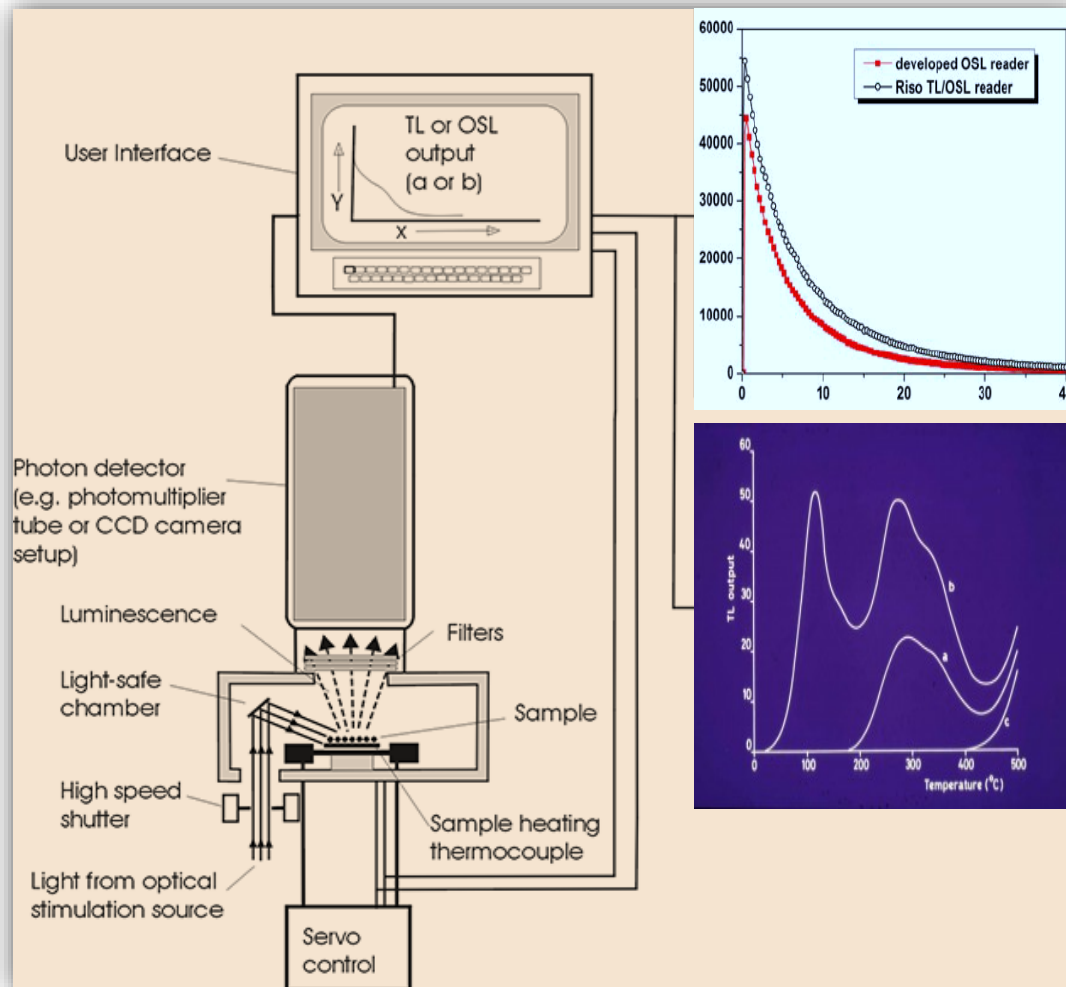 User Interface
TL or OSL
output
(a or b)
Y
X
Photon detector
(e.g. photomultiplier
tube or CCD camera
setup)
Luminescence
Filters
Light-safe
chamber
Sample
High speed
shutter
Sample heating
thermocouple
Light from optical
stimulation source
Servo
control
60000
50000
40000
30000
20000
10000
0
developed OSL reader
Riso TL/OSL reader
0 10 20 30 4
60
50
40
30
20
10
0
TL output
b
a
c
0 100 200 300 400 500
Temperature (°C)